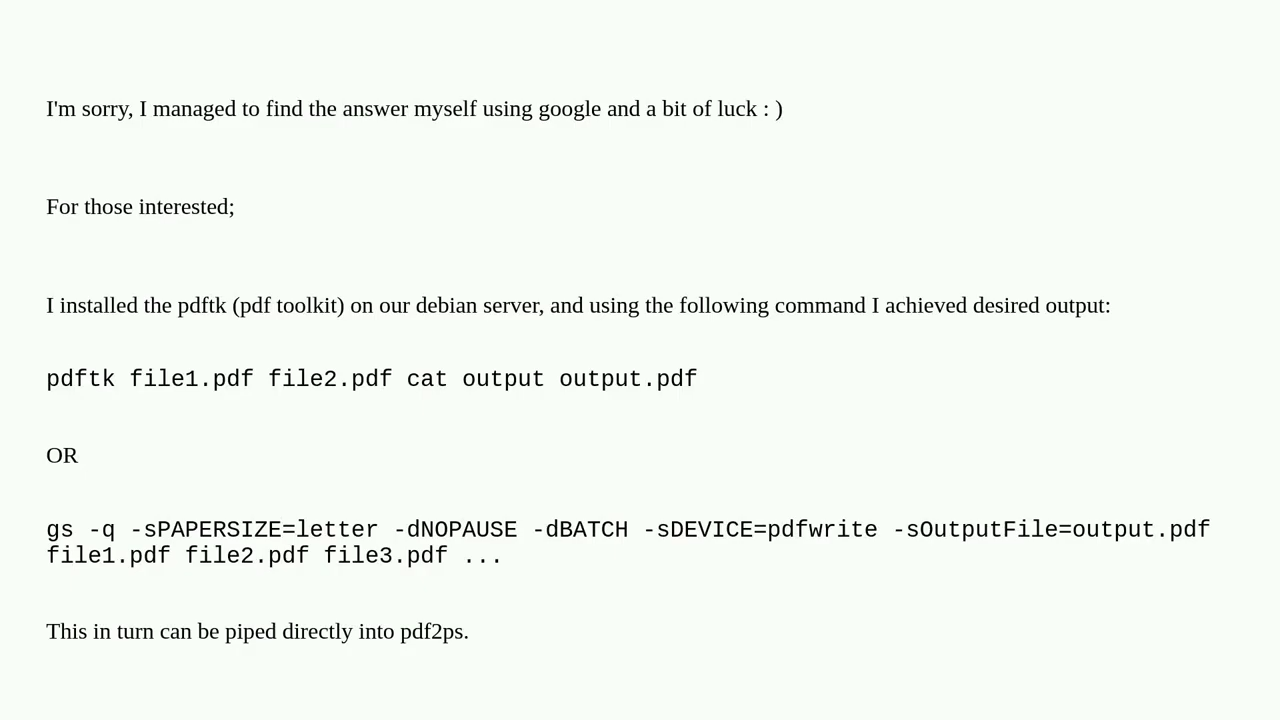 I'm sorry, I managed to find the answer myself using google and a bit of luck : )
For those interested;
I installed the pdftk (pdf toolkit) on our debian server, and using the following command I achieved desired output:
pdftk file1.pdf file2.pdf cat output output.pdf
OR
gs -q -sPAPERSIZE=letter -dNOPAUSE -dBATCH -sDEVICE=pdfwrite -sOutputFile=output.pdf
file1.pdf file2.pdf file3.pdf ...
This in turn can be piped directly into pdf2ps.